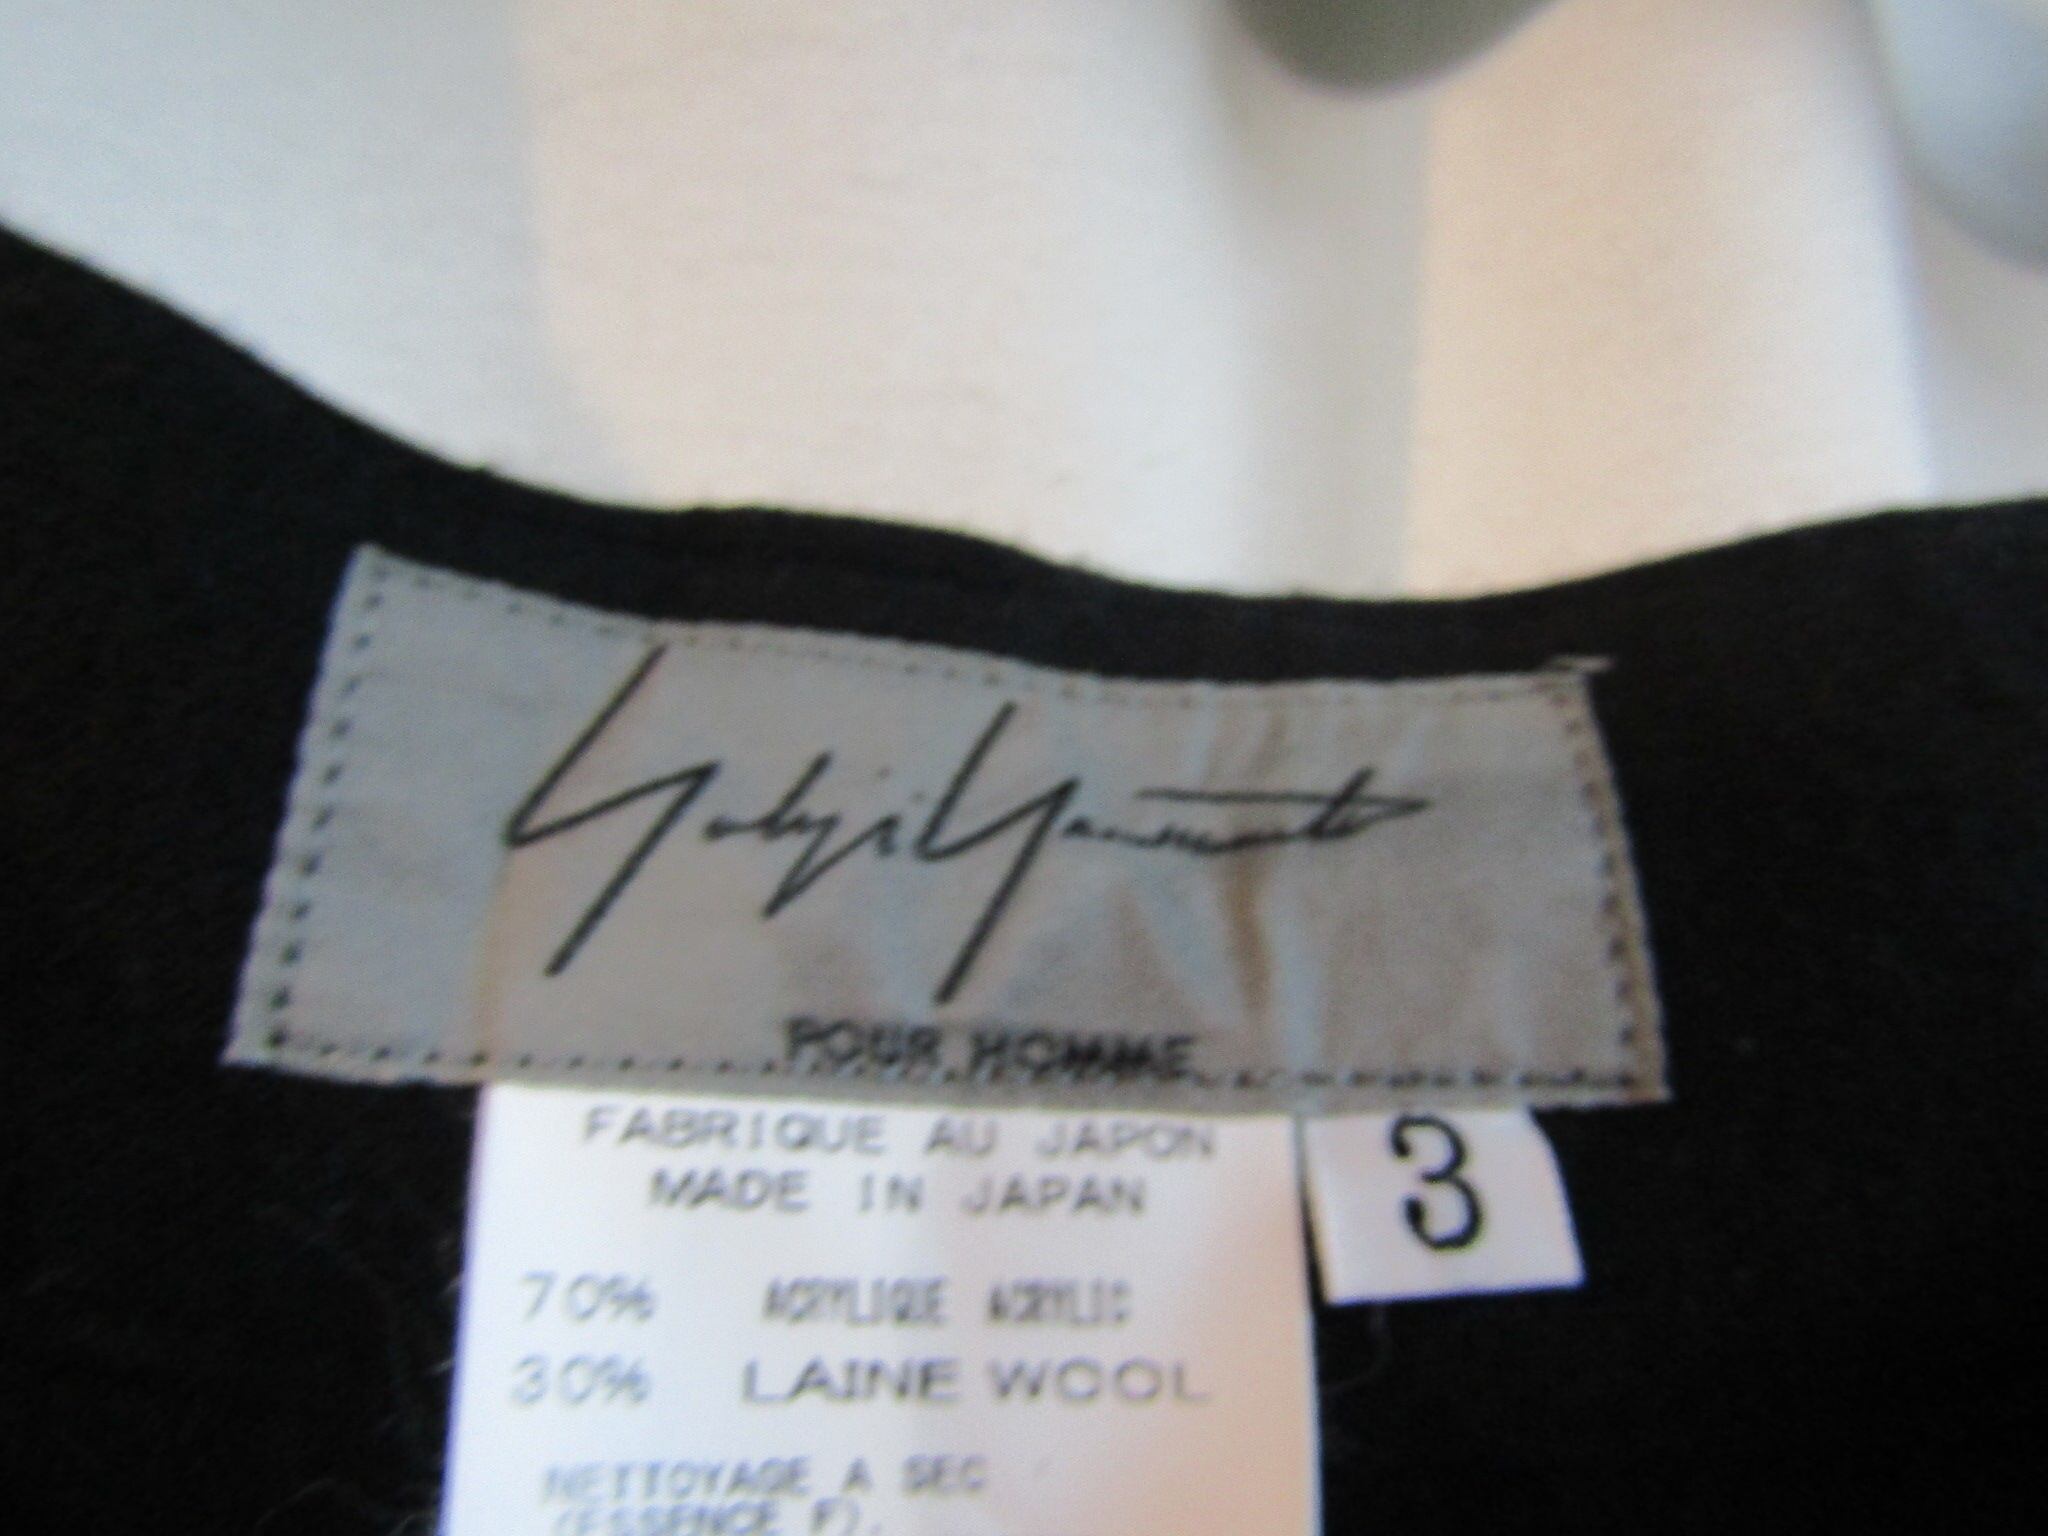 Yohji Yamamoto
POUR HOMME
FABRIQUE AU JAPON
MADE IN JAPAN
3
70% ACRYLIQUE ACRYLIC
30% LAINE WOOL
NETTOYAGE A SEC
(ESSENCE F).